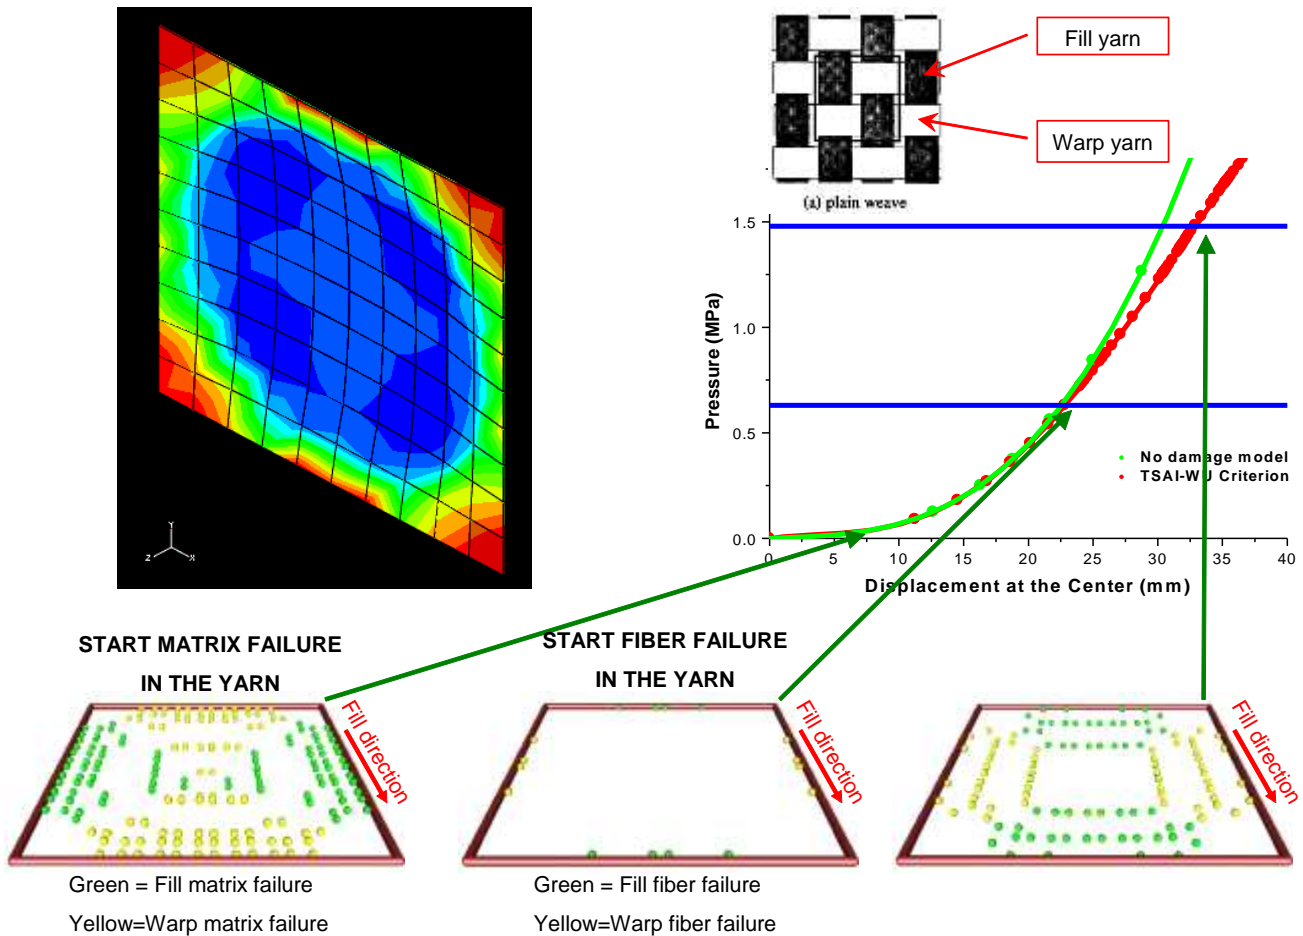 Fill yarn
Warp yarn
(a) plain weave
Y
Z
X
1.5
1.0
0.5
0.0
Pressure (MPa)
No damage model
TSAI-WU Criterion
0
5
11
16
20
25
30
35
40
Displacement at the Center (mm)
START MATRIX FAILURE
IN THE YARN
START FIBER FAILURE
IN THE YARN
Fill direction
Fill direction
Fill direction
Green = Fill matrix failure
Yellow=Warp matrix failure
Green = Fill fiber failure
Yellow=Warp fiber failure